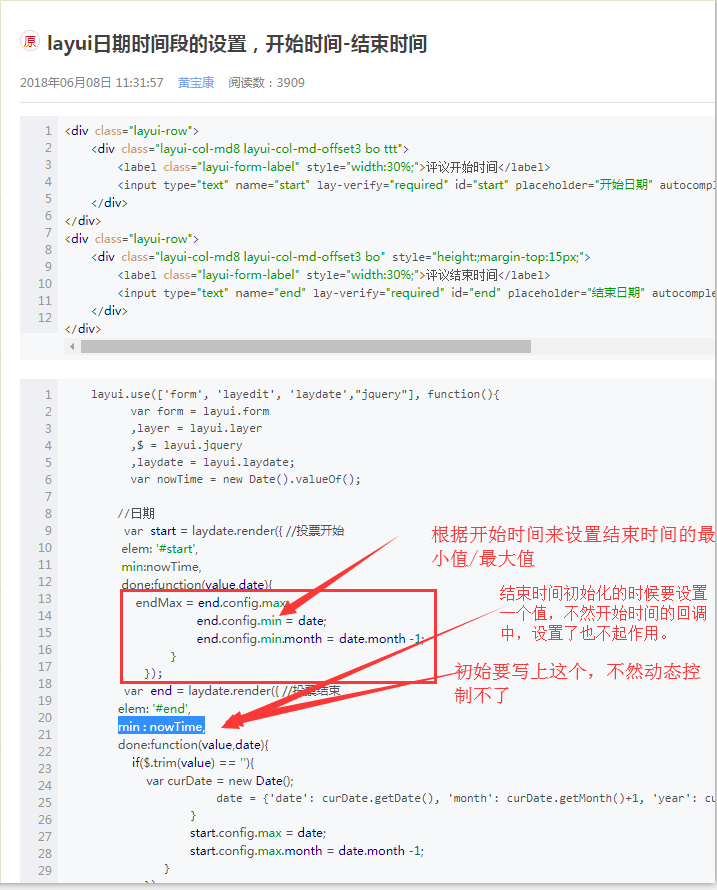 原 layui日期时间段的设置，开始时间-结束时间
2018年06月08日 11:31:57 黄宝康 阅读数：3909
1 <div class="layui-row">
2 <div class="layui-col-md8 layui-col-md-offset3 bo ttt">
3 <label class="layui-form-label" style="width:30%;">评议开始时间</label>
4 <input type="text" name="start" lay-verify="required" id="start" placeholder="开始日期" autocompl
5 </div>
6 </div>
7 <div class="layui-row">
8 <div class="layui-col-md8 layui-col-md-offset3 bo" style="height:;margin-top:15px;">
9 <label class="layui-form-label" style="width:30%;">评议结束时间</label>
10 <input type="text" name="end" lay-verify="required" id="end" placeholder="结束日期" autocomple
11 </div>
12 </div>
1 layui.use(['form', 'layedit', 'laydate',"jquery"], function(){
2 var form = layui.form
3 ,layer = layui.layer
4 ,$ = layui.jquery
5 ,laydate = layui.laydate;
6 var nowTime = new Date().valueOf();
7
8 //日期
9 var start = laydate.render({ //投票开始
10 elem: '#start',
11 min:nowTime,
12 done:function(value,date){
13 endMax = end.config.max;
14 end.config.min = date;
15 end.config.min.month = date.month -1;
16 }
17 });
18 var end = laydate.render({ //投票结束
19 elem: '#end',
20 min : nowTime,
21 done:function(value,date){
22 if($.trim(value) == ''){
23 var curDate = new Date();
24 date = {'date': curDate.getDate(), 'month': curDate.getMonth()+1, 'year': cu
25 }
26 start.config.max = date;
27 start.config.max.month = date.month -1;
28 }
29
根据开始时间来设置结束时间的最
小值/最大值
结束时间初始化的时候要设置
一个值，不然开始时间的回调
中，设置了也不起作用。
初始要写上这个，不然动态控
制不了